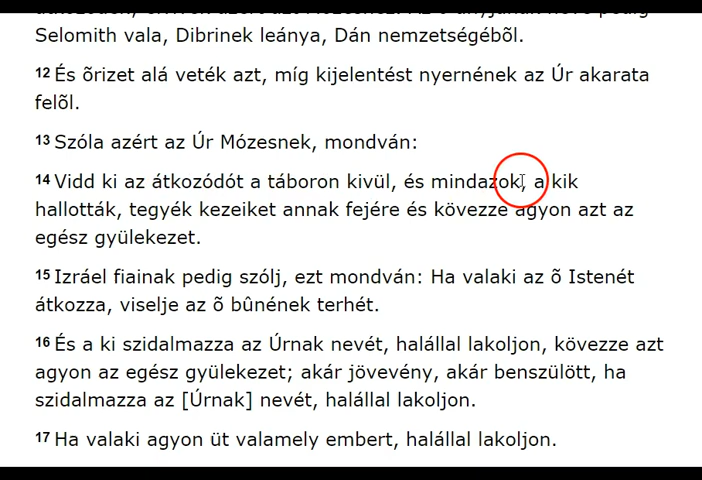 Selomith vala, Dibrinek leánya, Dán nemzetségébõl.
12 És õrizet alá veték azt, míg kijelentést nyernének az Úr akarata
felõl.
13 Szóla azért az Úr Mózesnek, mondván:
14 Vidd ki az átkozódót a táboron kivül, és mindazok, a kik
hallották, tegyék kezeiket annak fejére és kövezze agyon azt az
egész gyülekezet.
15 Izráel fiainak pedig szólj, ezt mondván: Ha valaki az õ Istenét
átkozza, viselje az õ bûnének terhét.
16 És a ki szidalmazza az Úrnak nevét, halállal lakoljon, kövezze azt
agyon az egész gyülekezet; akár jövevény, akár benszülött, ha
szidalmazza az [Úrnak] nevét, halállal lakoljon.
17 Ha valaki agyon üt valamely embert, halállal lakoljon.